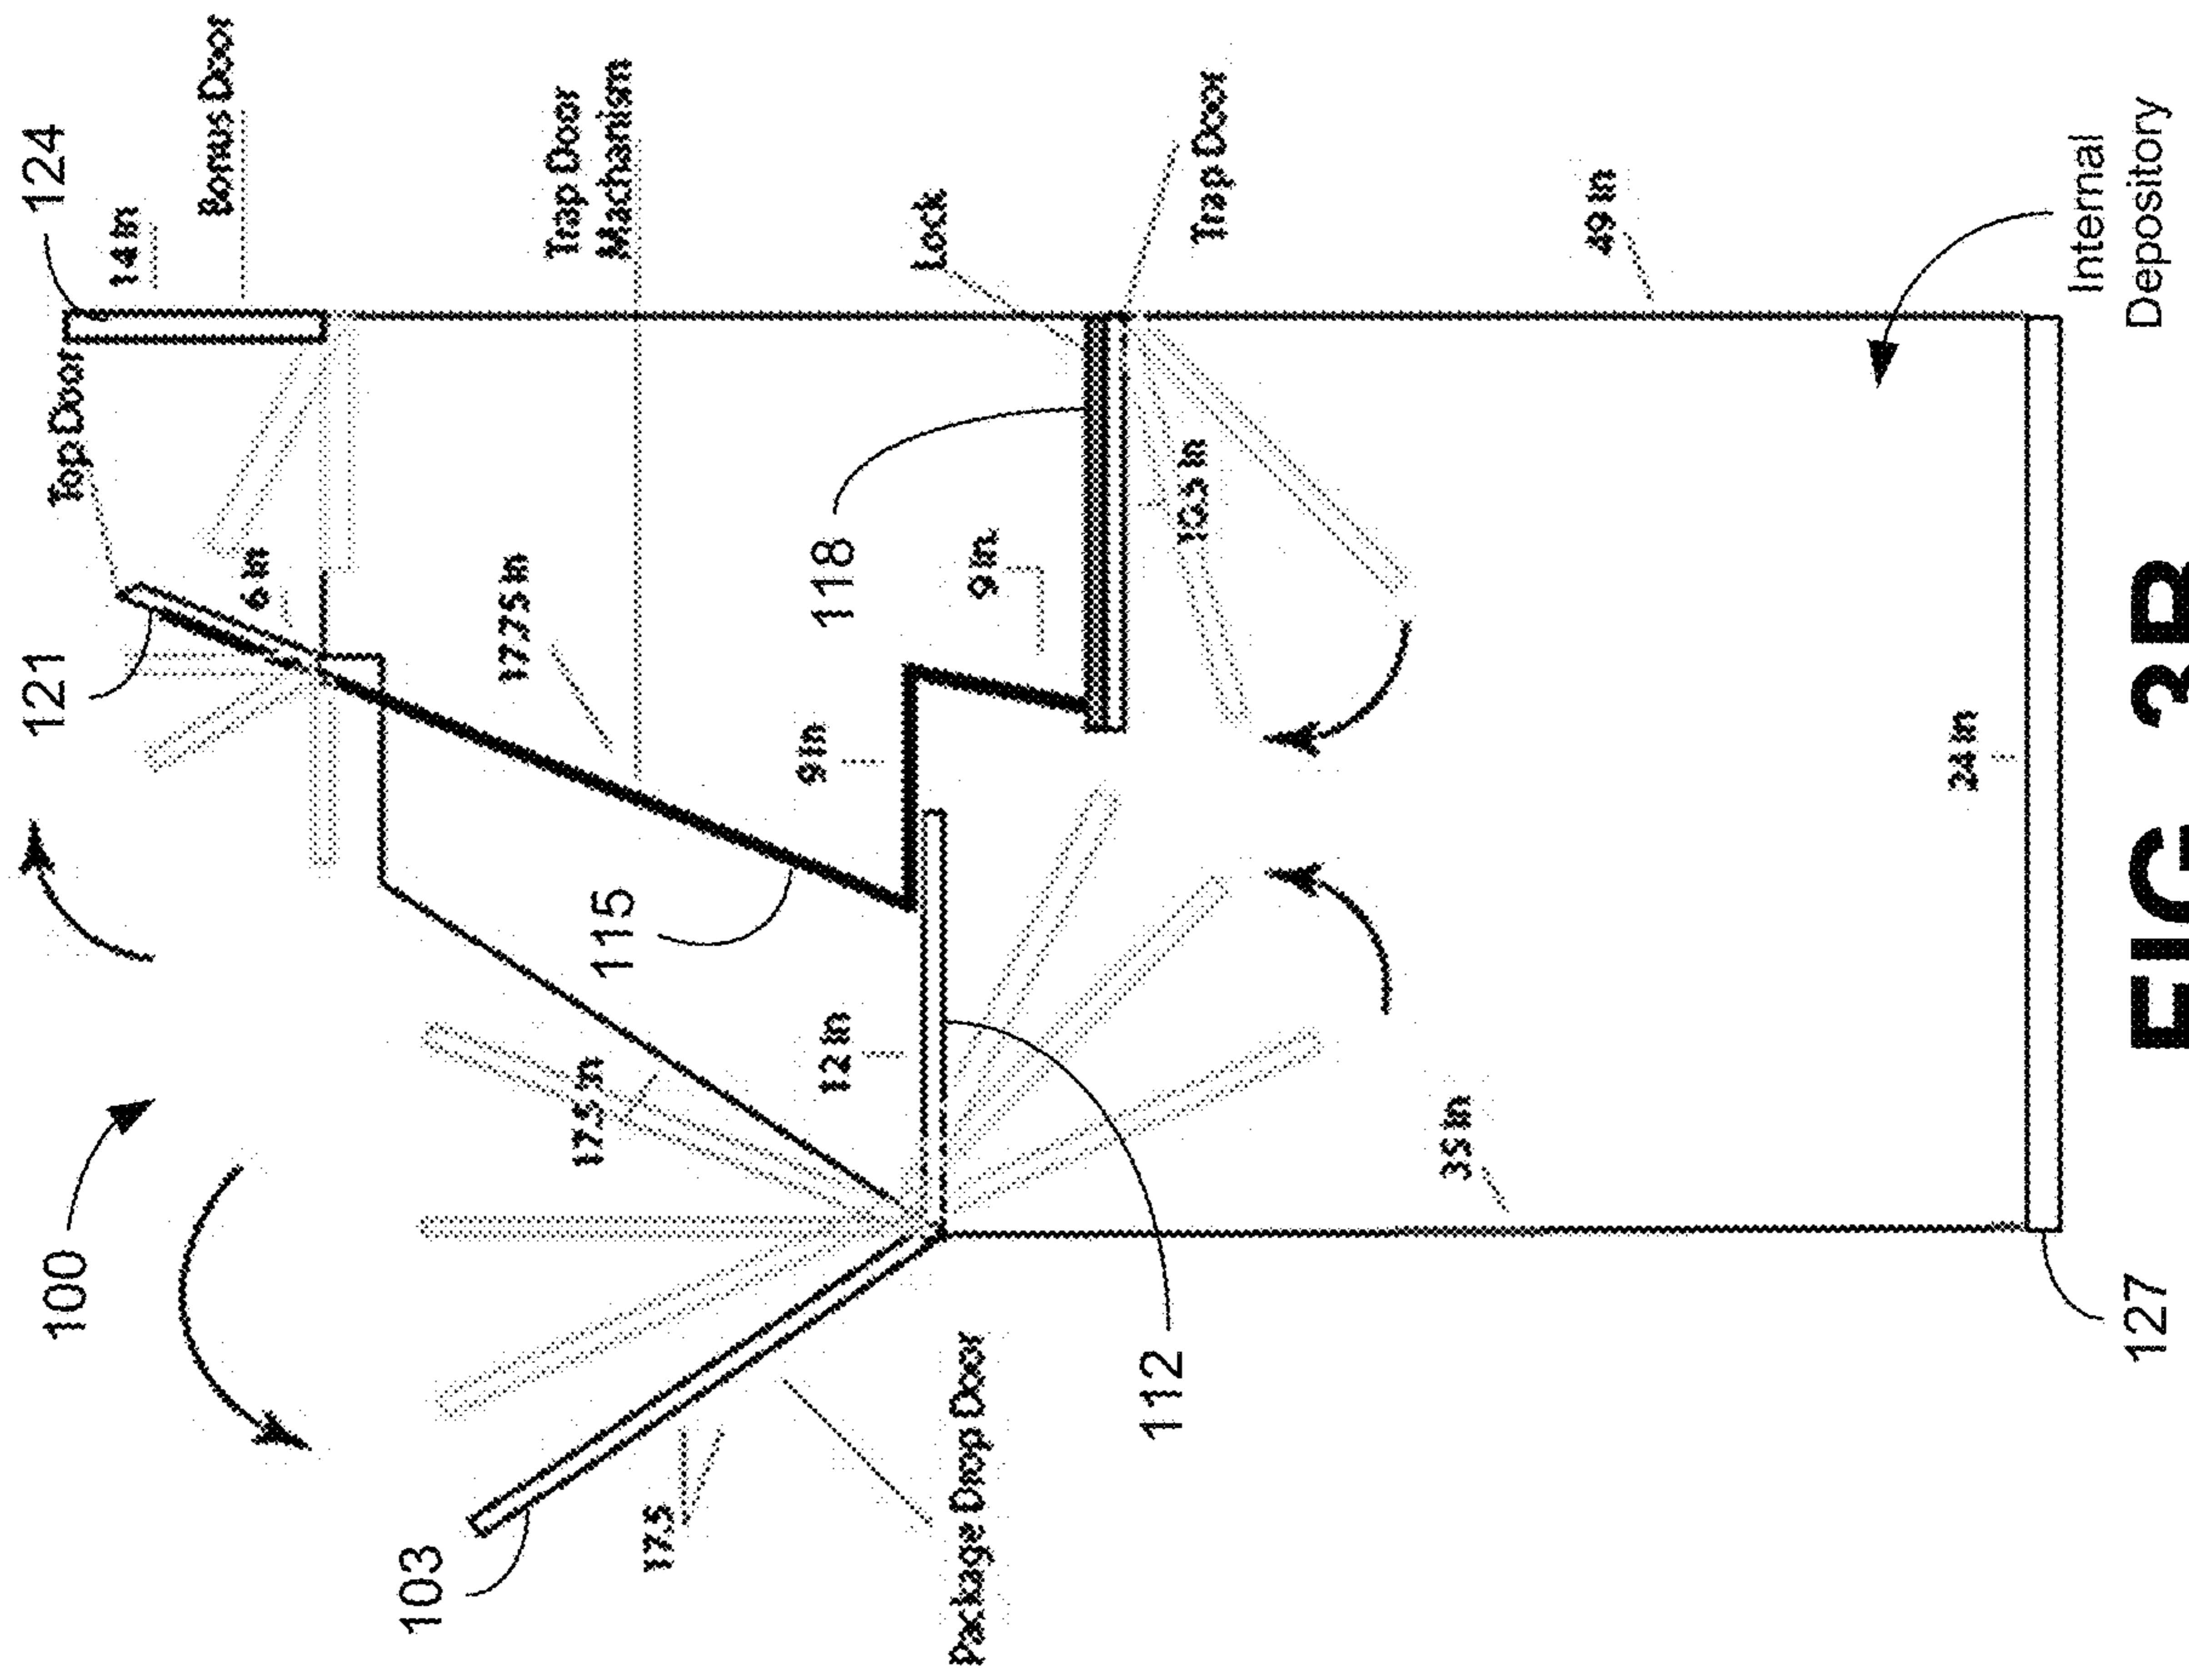 100
121
124
Top Door
14 in
Bonus Door
6 in
103
17.75 in
Trap Door
Machanism
17.5 in
115
17.5
9 in
118
12 in
Lock
Package Drop Door
9 in.
112
10.5 in
Trap Door
35 in
49 in
24 in
Internal
Depository
127
FIG. 3B